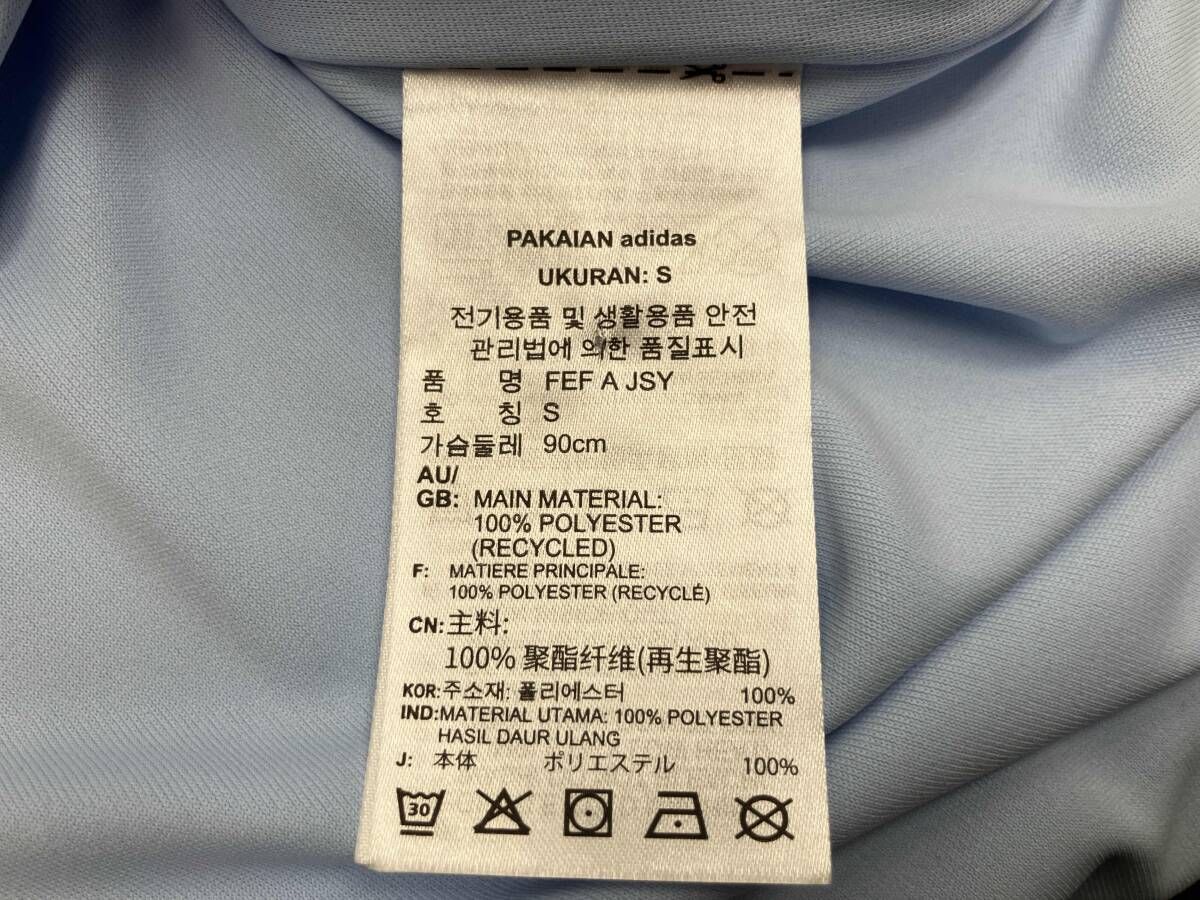 PAKAIAN adidas
UKURAN: S
전기용품 및 생활용품 안전
관리법에 의한 품질표시
품 명 FEF A JSY
호 칭 S
가슴둘레 90cm
AU/
GB: MAIN MATERIAL:
100% POLYESTER
(RECYCLED)
F: MATIERE PRINCIPALE:
100% POLYESTER (RECYCLÉ)
CN: 主料:
100% 聚酯纤维(再生聚酯)
KOR: 주소재: 폴리에스터 100%
IND: MATERIAL UTAMA: 100% POLYESTER
HASIL DAUR ULANG
J: 本体 ポリエステル 100%
30